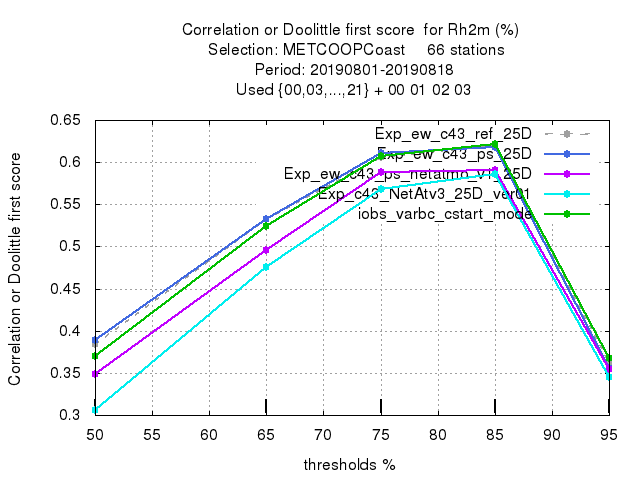 Correlation or Doolittle first score for Rh2m (%)
Selection: METCOOPCoast 66 stations
Period: 20190801-20190818
Used {00,03,...,21} + 00 01 02 03
0.65
0.6
0.55
0.5
0.45
0.4
0.35
0.3
Correlation or Doolittle first score
Exp_ew_c43_ref_25D
Exp_ew_c43_ps_25D
Exp_ew_c43_ps_netatmo_v1_25D
Exp_c43_NetAtv3_25D_ver01
iobs_varbc_cstart_mode
50 55 60 65 70 75 80 85 90 95
thresholds %